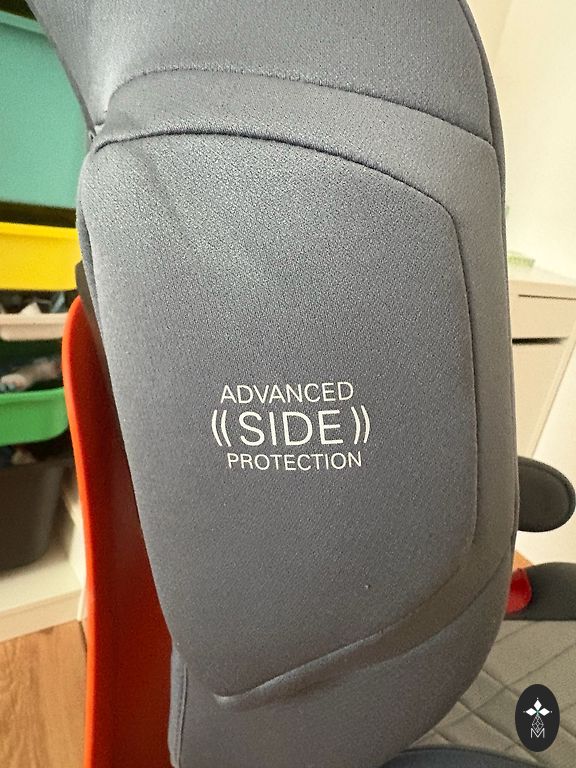 ADVANCED
((SIDE))
PROTECTION
M